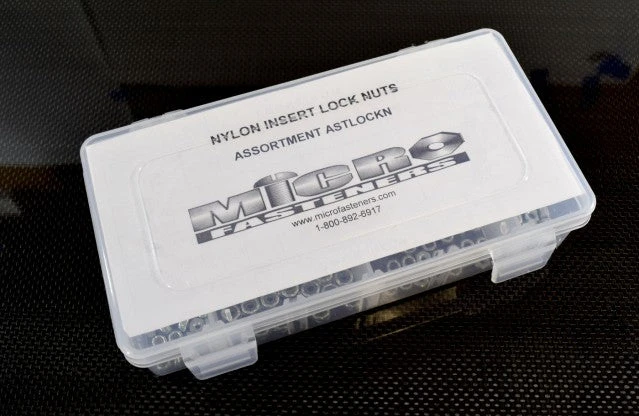 NYLON INSERT LOCK NUTS
ASSORTMENT ASTLOCKN
MICRO
FASTENERS
www.microfasteners.com
1-800-892-6917